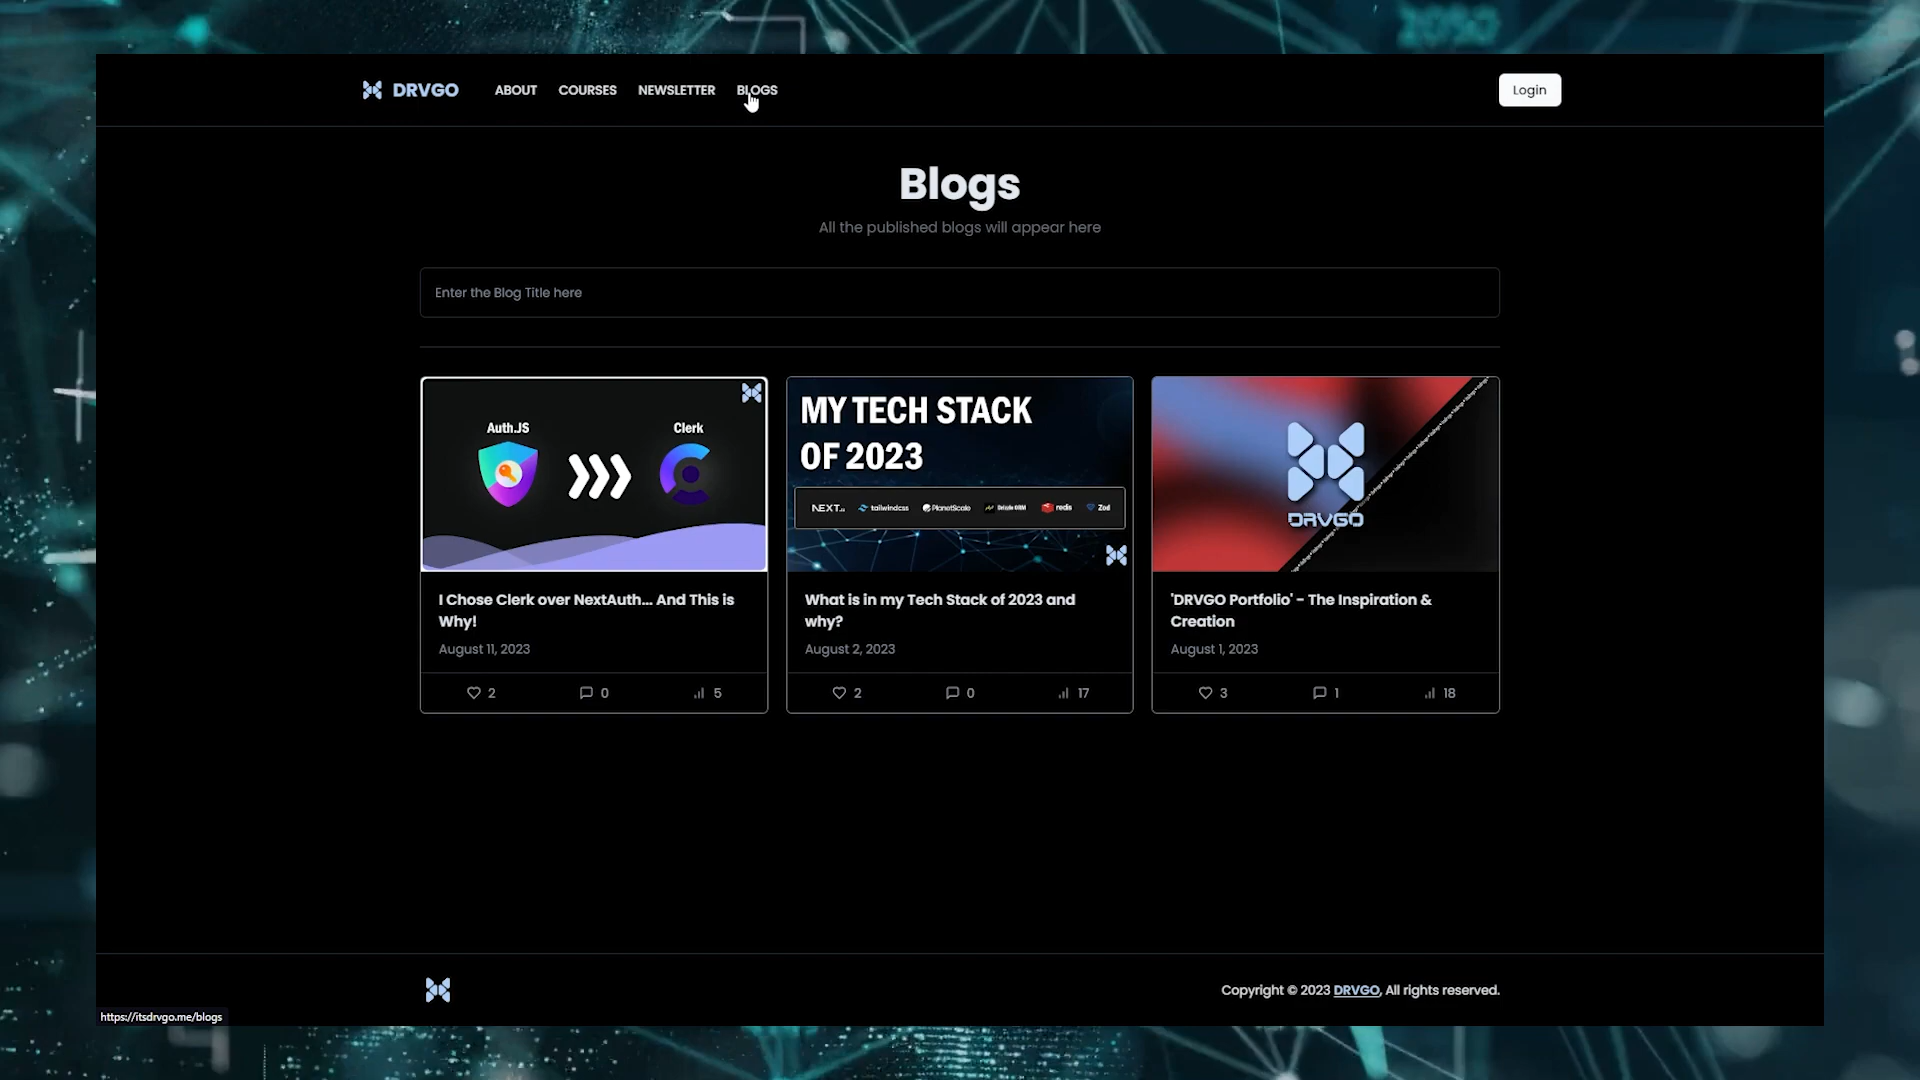 DRVGO ABOUT COURSES NEWSLETTER BLOGS Login
Blogs
All the published blogs will appear here
Enter the Blog Title here
Auth.JS Clerk
MY TECH STACK
OF 2023
NEXT.JS tailwindcss PlanetScale Drizzle ORM redis Zod
DRVGO
I Chose Clerk over NextAuth... And This is
Why!
August 11, 2023
2 0 5
What is in my Tech Stack of 2023 and
why?
August 2, 2023
2 0 17
'DRVGO Portfolio' - The Inspiration &
Creation
August 1, 2023
3 1 18
Copyright © 2023 DRVGO, All rights reserved.
https://itsdrvgo.me/blogs